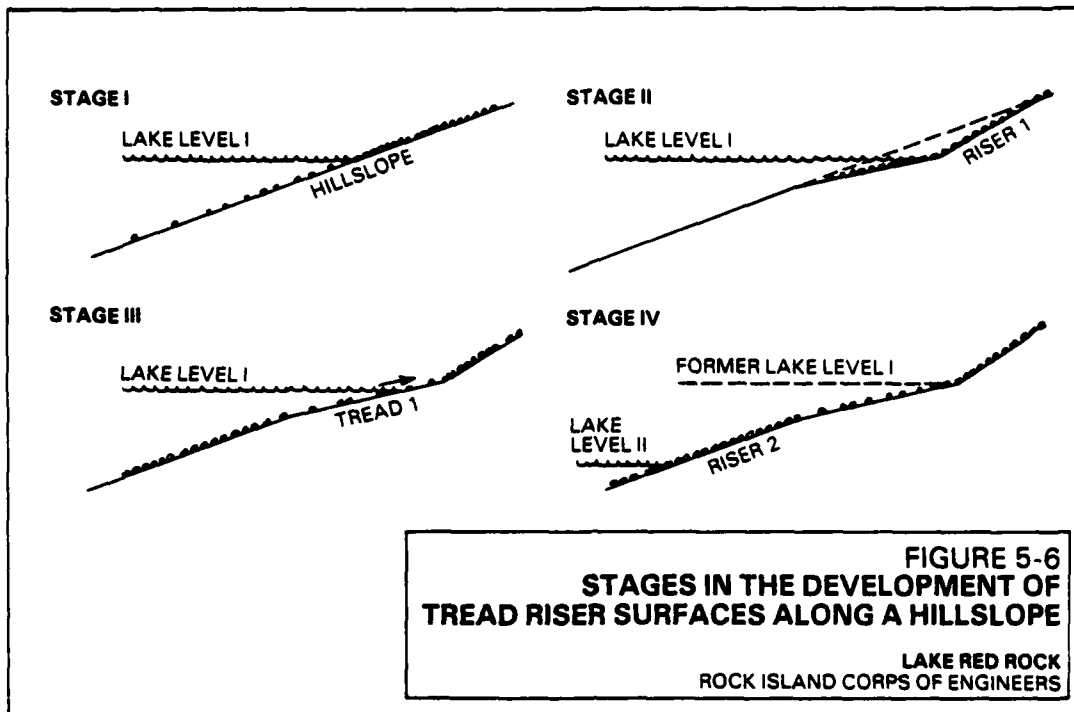 STAGE I
LAKE LEVEL I
HILLSLOPE
STAGE II
LAKE LEVEL I
RISER 1
STAGE III
LAKE LEVEL I
TREAD 1
STAGE IV
FORMER LAKE LEVEL I
LAKE
LEVEL II
RISER 2
FIGURE 5-6
STAGES IN THE DEVELOPMENT OF
TREAD RISER SURFACES ALONG A HILLSLOPE
LAKE RED ROCK
ROCK ISLAND CORPS OF ENGINEERS